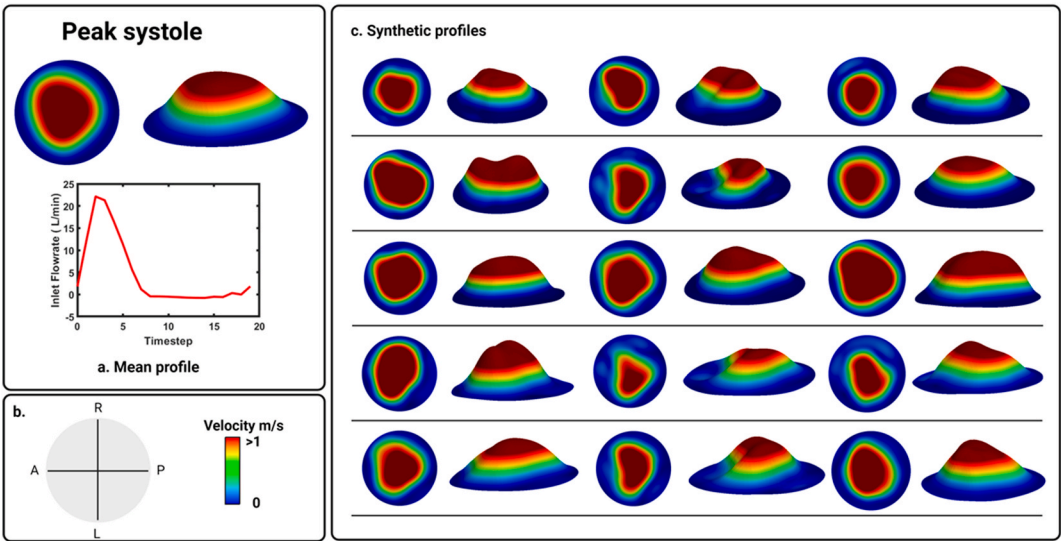 Peak systole
25
20
15
10
5
0
-5
Inlet Flowrate ( L/min)
0 5 10 15 20
Timestep
a. Mean profile
b.
R
A P
L
Velocity m/s
>1
0
c. Synthetic profiles